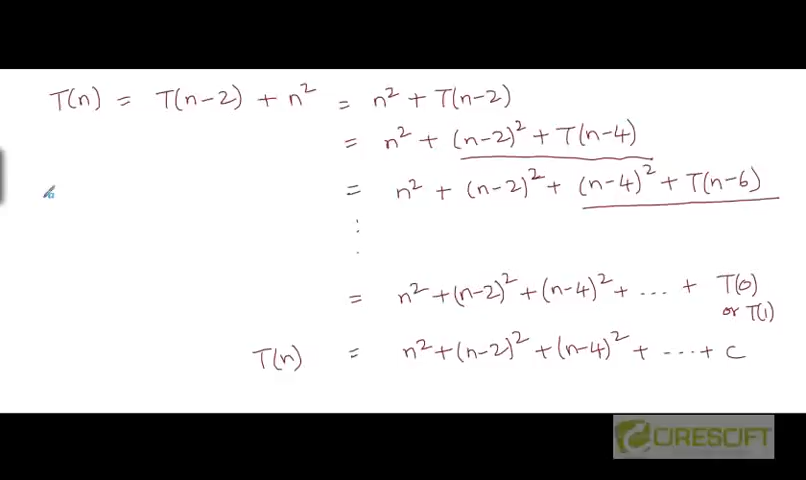 T(n) = T(n-2) + n² = n² + T(n-2)
= n² + (n-2)² + T(n-4)
= n² + (n-2)² + (n-4)² + T(n-6)
⋮
= n² + (n-2)² + (n-4)² + ... + T(0)
or T(1)
T(n) = n² + (n-2)² + (n-4)² + ... + C
CIRESCIFT